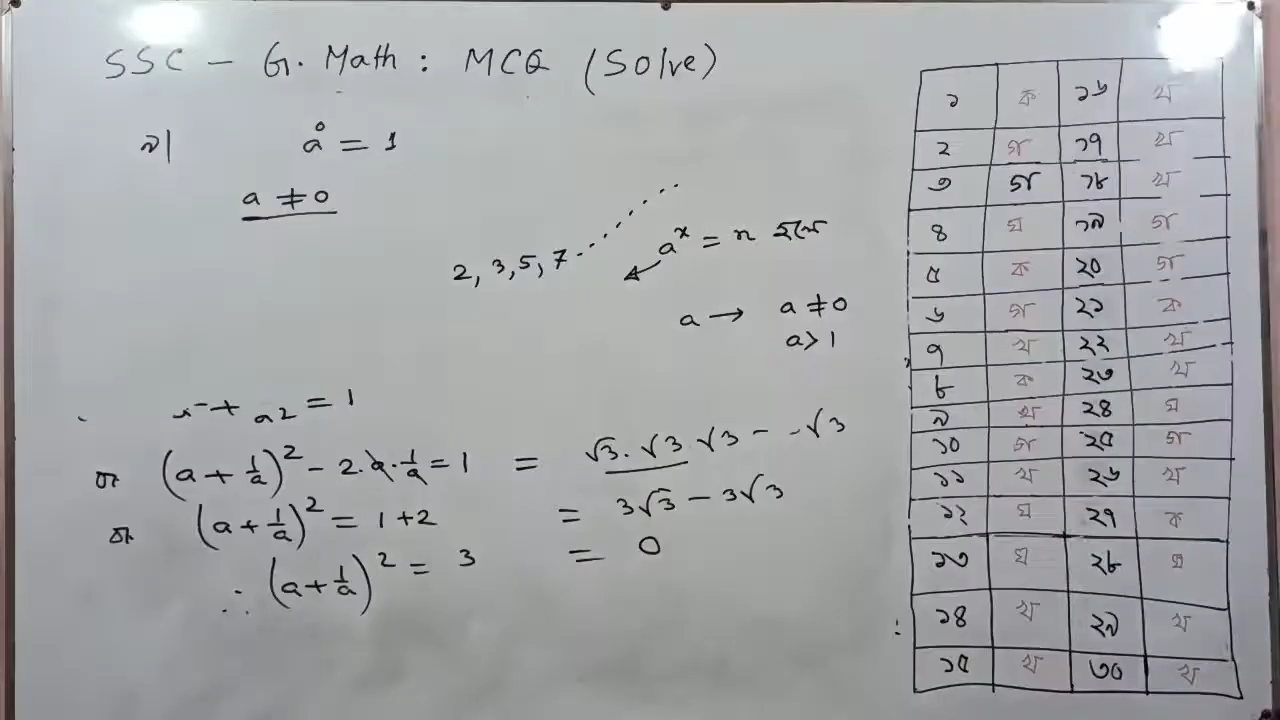 SSC - G. Math : MCQ (Solve)
৯। a° = 1
a ≠ 0
2, 3, 5, 7 . . . . . . . . . .
aˣ = n হলে
a → a ≠ 0
a > 1
= 1
বা (a + 1/a)² - 2.a.1/a = 1
বা (a + 1/a)² = 1 + 2
∴ (a + 1/a)² = 3
= √3 . √3 √3 - - √3
= 3√3 - 3√3
= 0
১ ক ১৬ খ
২ গ ১৭ খ
৩ গ ১৮ খ
৪ ঘ ১৯ গ
৫ ক ২০ গ
৬ গ ২১ ক
৭ খ ২২ খ
৮ ক ২৩ খ
৯ খ ২৪ ঘ
১০ গ ২৫ গ
১১ খ ২৬ খ
১২ ঘ ২৭ ক
১৩ ঘ ২৮ ঘ
১৪ খ ২৯ খ
১৫ খ ৩০ খ